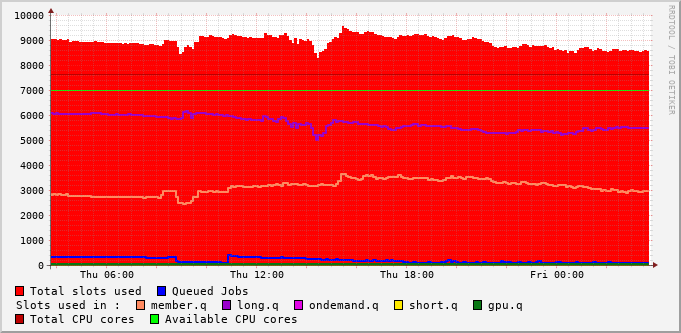 10000
9000
8000
7000
6000
5000
4000
3000
2000
1000
0
Thu 06:00 Thu 12:00 Thu 18:00 Fri 00:00
RRDTOOL / TOBI OETIKER
Total slots used Queued Jobs
Slots used in : member.q long.q ondemand.q short.q gpu.q
Total CPU cores Available CPU cores